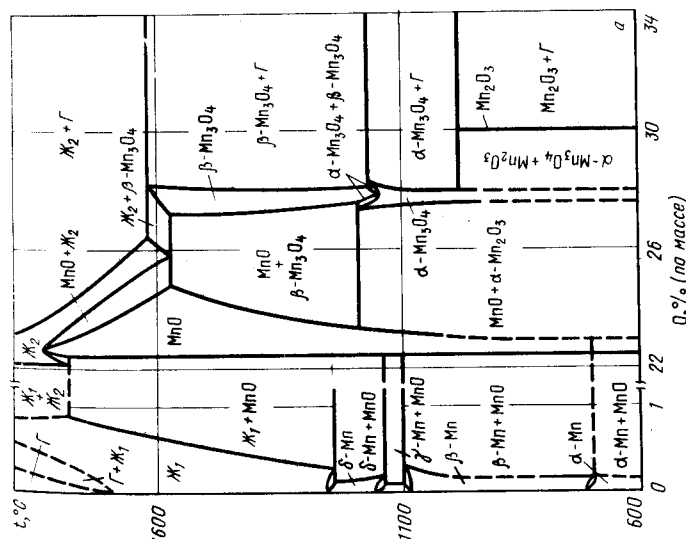 t,°C
a
Ж₂ + Г
MnO + Ж₂
Ж₂ + β-Mn₃O₄
Ж₂
Ж₁
+
Ж₂
Г
Г + Ж₁
1600
β-Mn₃O₄
β-Mn₃O₄ + Г
MnO
+
β-Mn₃O₄
MnO
Ж₁ + MnO
Ж₁
α-Mn₃O₄ + β-Mn₃O₄
δ-Mn
δ-Mn + MnO
γ-Mn + MnO
1100
α-Mn₃O₄ + Г
α-Mn₃O₄
β-Mn
β-Mn + MnO
MnO + α-Mn₂O₃
α-Mn₃O₄ + Mn₂O₃
Mn₂O₃
Mn₂O₃ + Г
α-Mn
α-Mn + MnO
600
0 1 22 26 30 34
O,% (по массе)